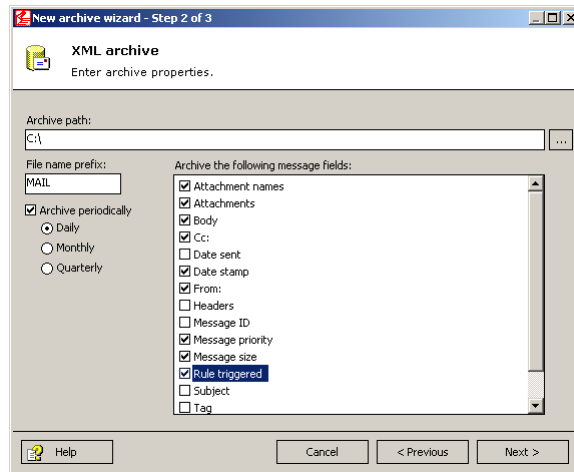 New archive wizard - Step 2 of 3
XML archive
Enter archive properties.
Archive path:
C:\
...
File name prefix:
MAIL
Archive periodically
Daily
Monthly
Quarterly
Archive the following message fields:
Attachment names
Attachments
Body
Cc:
Date sent
Date stamp
From:
Headers
Message ID
Message priority
Message size
Rule triggered
Subject
Tag
Help
Cancel
< Previous
Next >